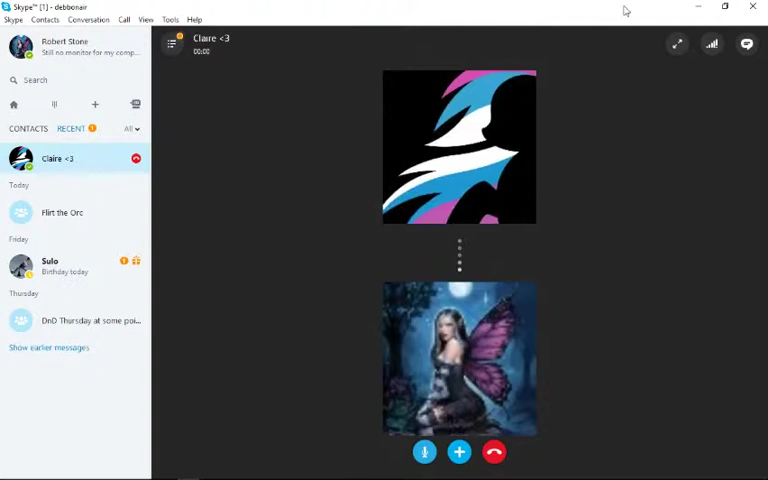 Skype™ [1] - debbonair
Skype Contacts Conversation Call View Tools Help
Robert Stone
Still no monitor for my comp...
Search
CONTACTS RECENT 1 All
Claire <3
Today
Flirt the Orc
Friday
Sulo
Birthday today
Thursday
DnD Thursday at some poi...
Show earlier messages
Claire <3
00:00